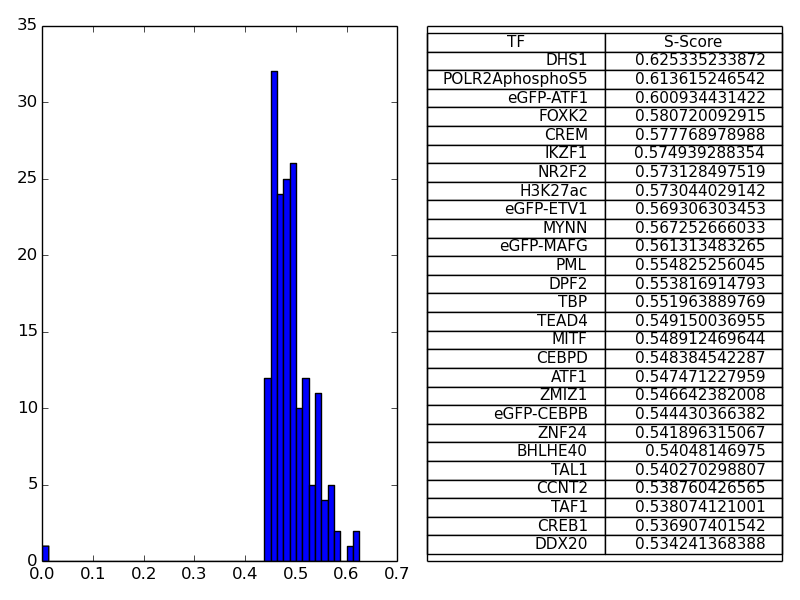 35
30
25
20
15
10
5
0
0.0 0.1 0.2 0.3 0.4 0.5 0.6 0.7
TF S-Score
DHS1 0.625335233872
POLR2AphosphoS5 0.613615246542
eGFP-ATF1 0.600934431422
FOXK2 0.580720092915
CREM 0.577768978988
IKZF1 0.574939288354
NR2F2 0.573128497519
H3K27ac 0.573044029142
eGFP-ETV1 0.569306303453
MYNN 0.567252666033
eGFP-MAFG 0.561313483265
PML 0.554825256045
DPF2 0.553816914793
TBP 0.551963889769
TEAD4 0.549150036955
MITF 0.548912469644
CEBPD 0.548384542287
ATF1 0.547471227959
ZMIZ1 0.546642382008
eGFP-CEBPB 0.544430366382
ZNF24 0.541896315067
BHLHE40 0.54048146975
TAL1 0.540270298807
CCNT2 0.538760426565
TAF1 0.538074121001
CREB1 0.536907401542
DDX20 0.534241368388